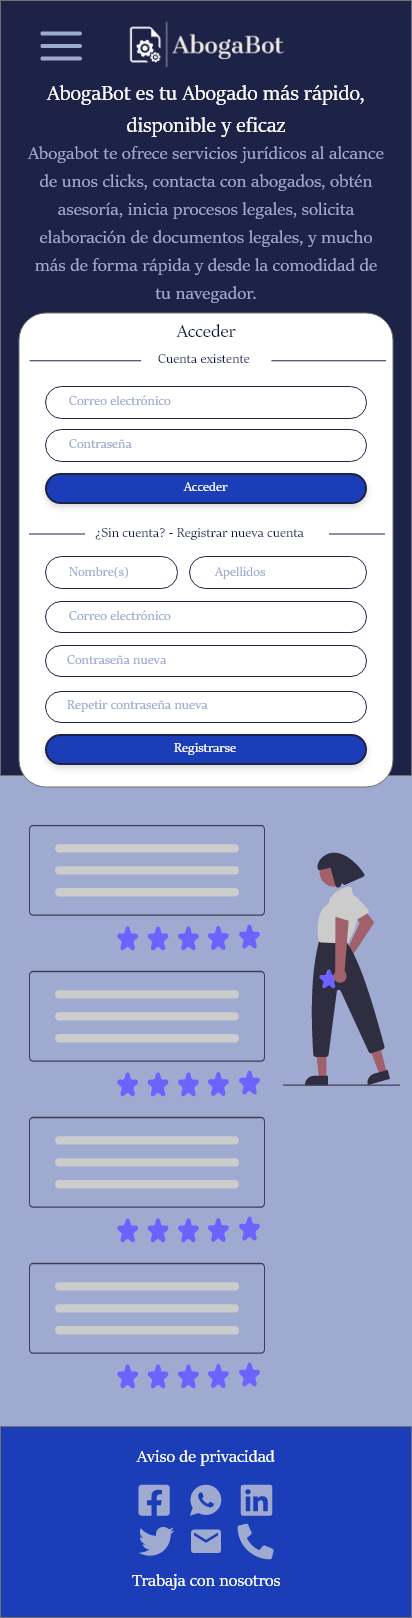 AbogaBot
AbogaBot es tu Abogado más rápido,
disponible y eficaz
Abogabot te ofrece servicios jurídicos al alcance
de unos clicks, contacta con abogados, obtén
asesoría, inicia procesos legales, solicita
elaboración de documentos legales, y mucho
más de forma rápida y desde la comodidad de
tu navegador.
Acceder
Cuenta existente
Correo electrónico
Contraseña
Acceder
¿Sin cuenta? - Registrar nueva cuenta
Nombre(s) Apellidos
Correo electrónico
Contraseña nueva
Repetir contraseña nueva
Registrarse
Aviso de privacidad
Trabaja con nosotros